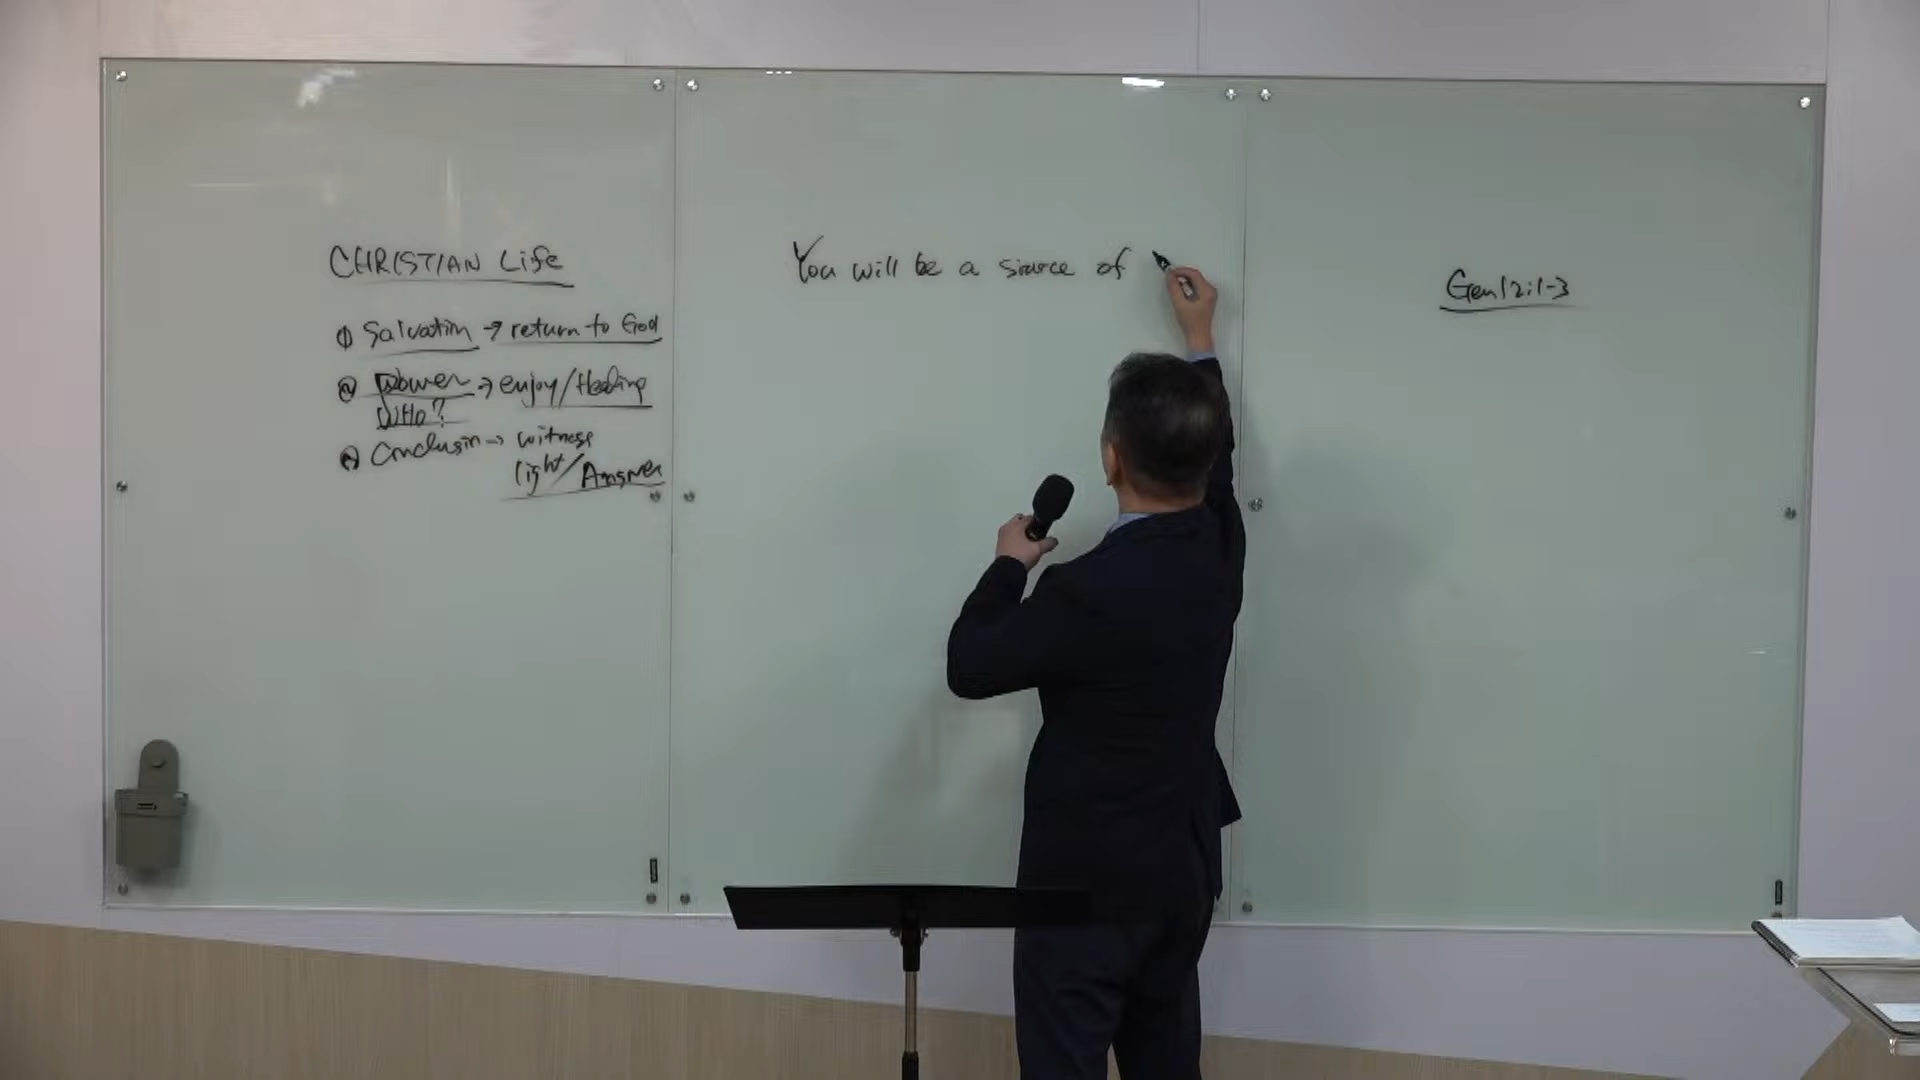 CHRISTIAN Life
① Salvation → return to God
② Power → enjoy/Healing
WHo?
③ Conclusion → witness
light/Answer
You will be a source of
Gen12:1-3